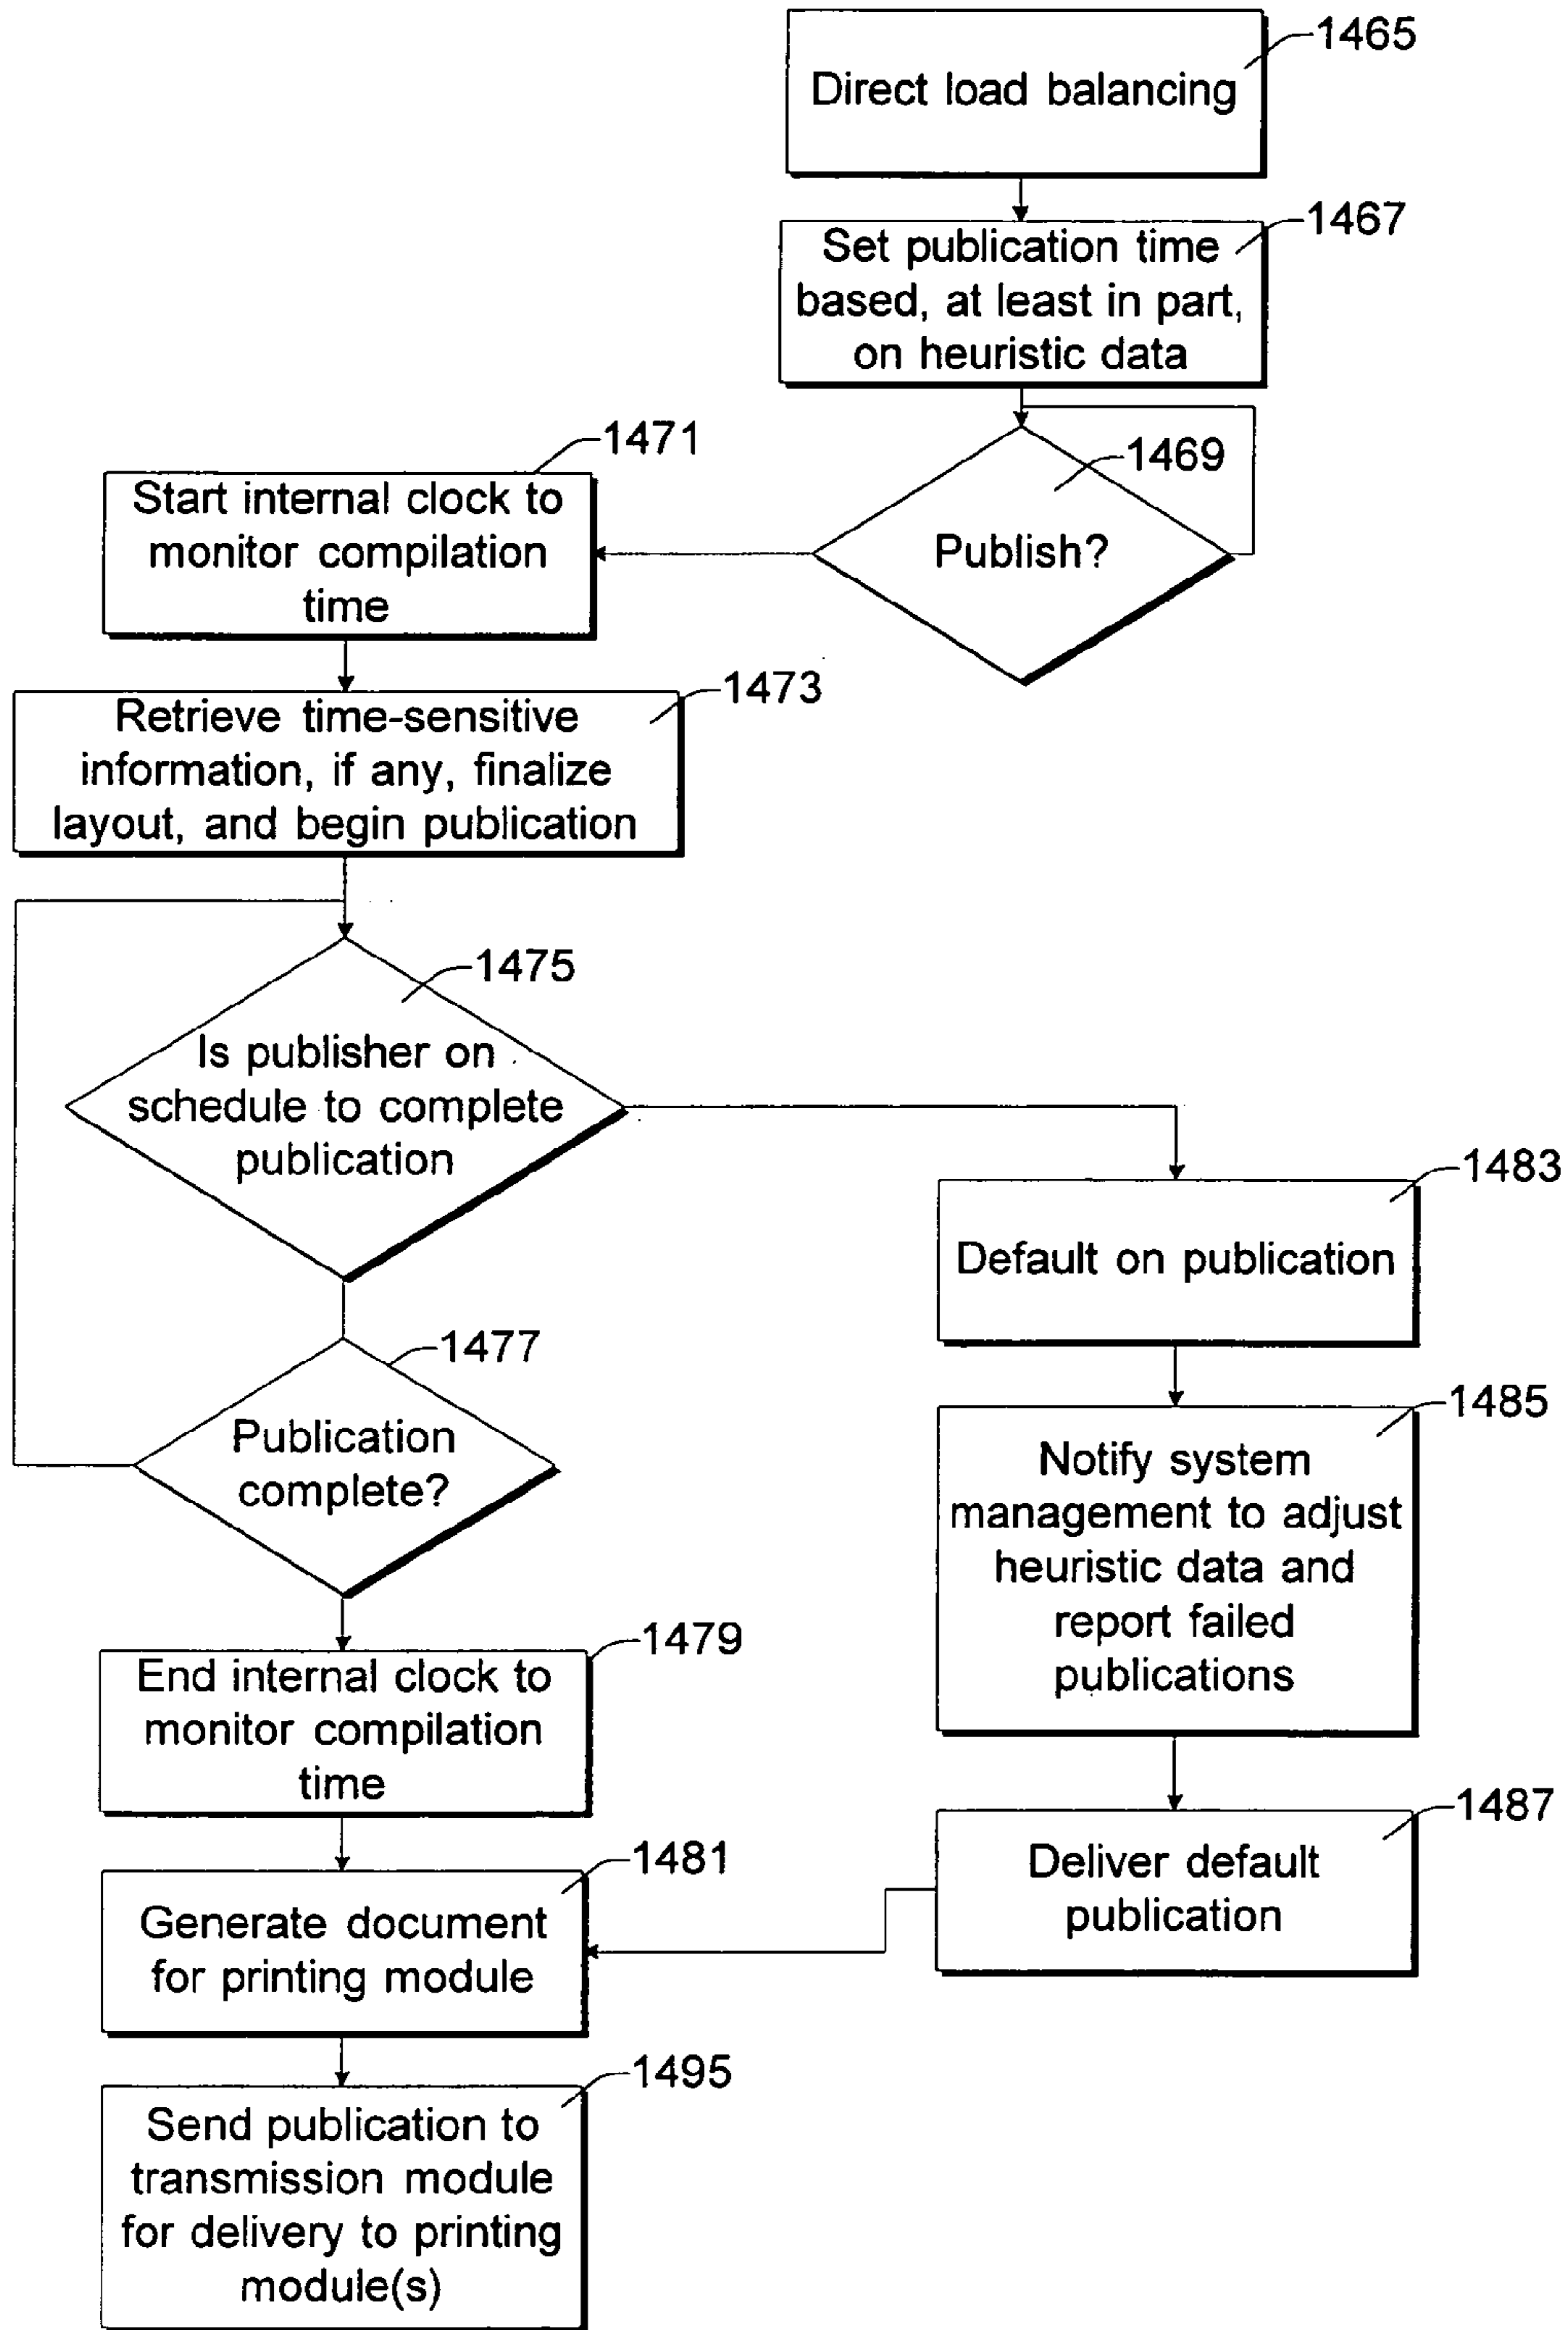 1465
Direct load balancing
1467
Set publication time
based, at least in part,
on heuristic data
1469
Publish?
1471
Start internal clock to
monitor compilation
time
1473
Retrieve time-sensitive
information, if any, finalize
layout, and begin publication
1475
Is publisher on
schedule to complete
publication
1477
Publication
complete?
1479
End internal clock to
monitor compilation
time
1481
Generate document
for printing module
1495
Send publication to
transmission module
for delivery to printing
module(s)
1483
Default on publication
1485
Notify system
management to adjust
heuristic data and
report failed
publications
1487
Deliver default
publication